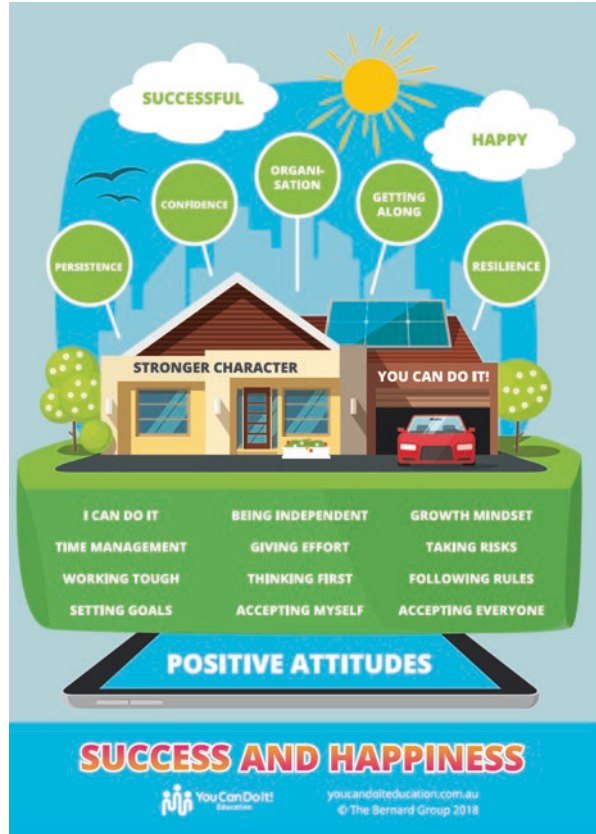 SUCCESSFUL
HAPPY
ORGANI-
SATION
CONFIDENCE
GETTING
ALONG
PERSISTENCE
RESILIENCE
STRONGER CHARACTER
YOU CAN DO IT!
I CAN DO IT
BEING INDEPENDENT
GROWTH MINDSET
TIME MANAGEMENT
GIVING EFFORT
TAKING RISKS
WORKING TOUGH
THINKING FIRST
FOLLOWING RULES
SETTING GOALS
ACCEPTING MYSELF
ACCEPTING EVERYONE
POSITIVE ATTITUDES
SUCCESS AND HAPPINESS
You Can Do It!
Education
youcandoiteducation.com.au
© The Bernard Group 2018